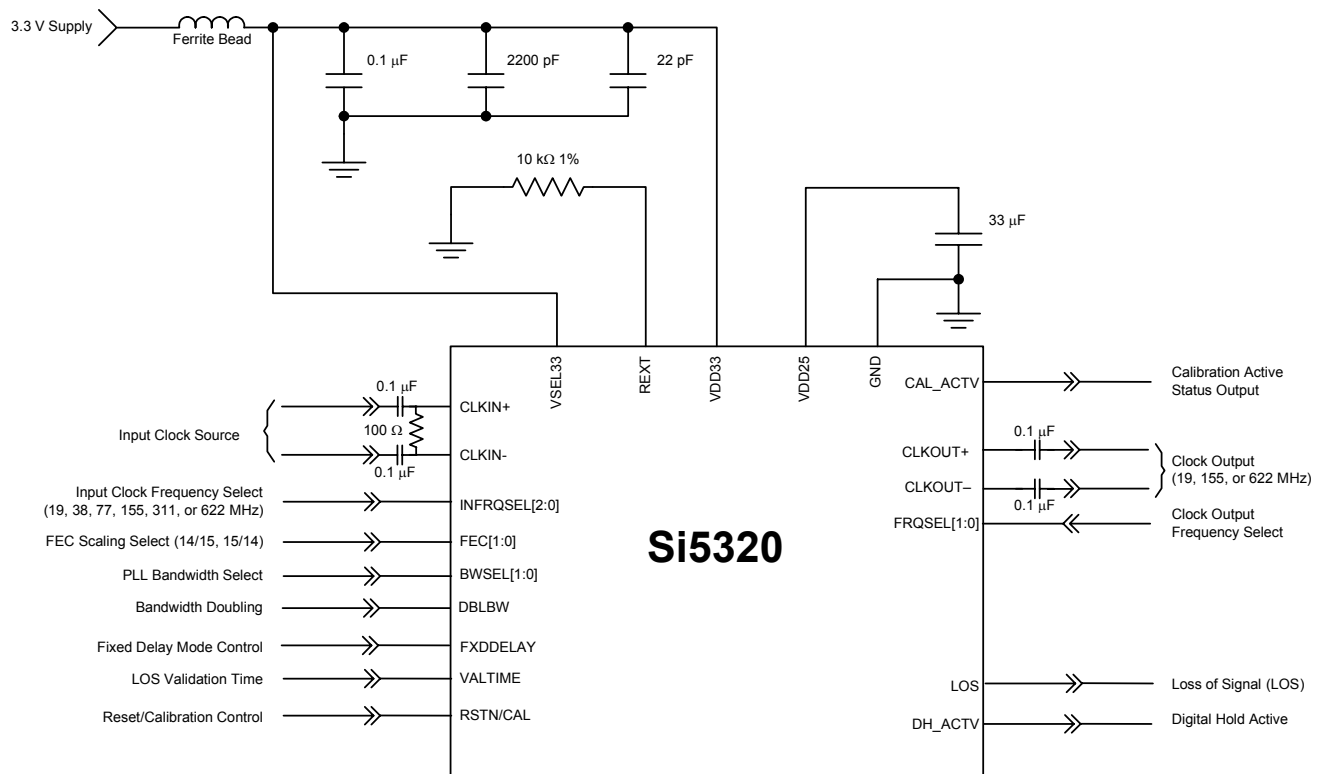 3.3 V Supply
Ferrite Bead
0.1 μF
2200 pF
22 pF
10 kΩ 1%
33 μF
VSEL33
REXT
VDD33
VDD25
GND
Input Clock Source
0.1 μF
100 Ω
0.1 μF
CLKIN+
CLKIN-
Input Clock Frequency Select
(19, 38, 77, 155, 311, or 622 MHz)
INFRQSEL[2:0]
FEC Scaling Select (14/15, 15/14)
FEC[1:0]
PLL Bandwidth Select
BWSEL[1:0]
Bandwidth Doubling
DBLBW
Fixed Delay Mode Control
FXDDELAY
LOS Validation Time
VALTIME
Reset/Calibration Control
RSTN/CAL
Si5320
CAL_ACTV
Calibration Active
Status Output
CLKOUT+
0.1 μF
CLKOUT–
0.1 μF
Clock Output
(19, 155, or 622 MHz)
FRQSEL[1:0]
Clock Output
Frequency Select
LOS
Loss of Signal (LOS)
DH_ACTV
Digital Hold Active